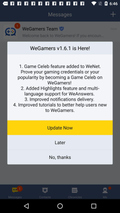 6:46
Messages
WeGamers Team
WeGamers v1.6.1 is Here!
1. Game Celeb feature added to WeNet.
Prove your gaming credentials or your
popularity by becoming a Game Celeb on
WeGamers!
2. Added Highlights feature and multi-
language support for WeAnswers.
3. Improved notifications delivery.
4. Improved tutorials to better help users new
to WeGamers.
Update Now
Later
No, thanks